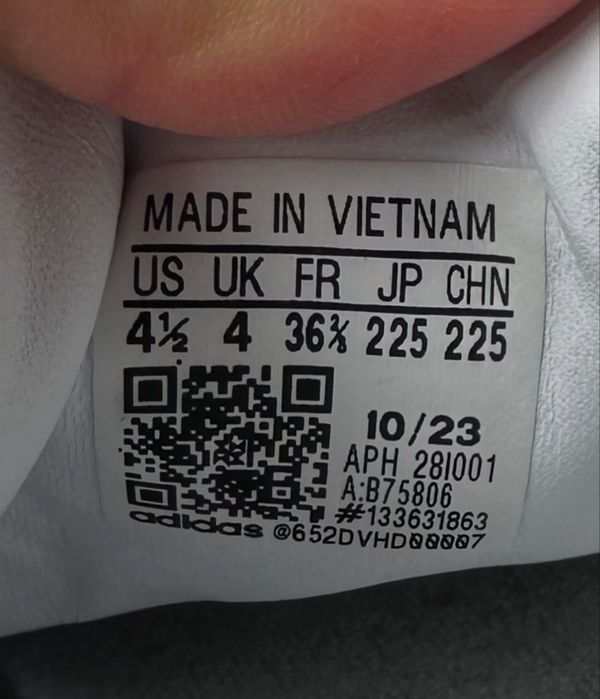 MADE IN VIETNAM
US UK FR JP CHN
4½ 4 36⅔ 225 225
10/23
APH 28I001
A:B75806
#133631863
adidas @652DVHD00007